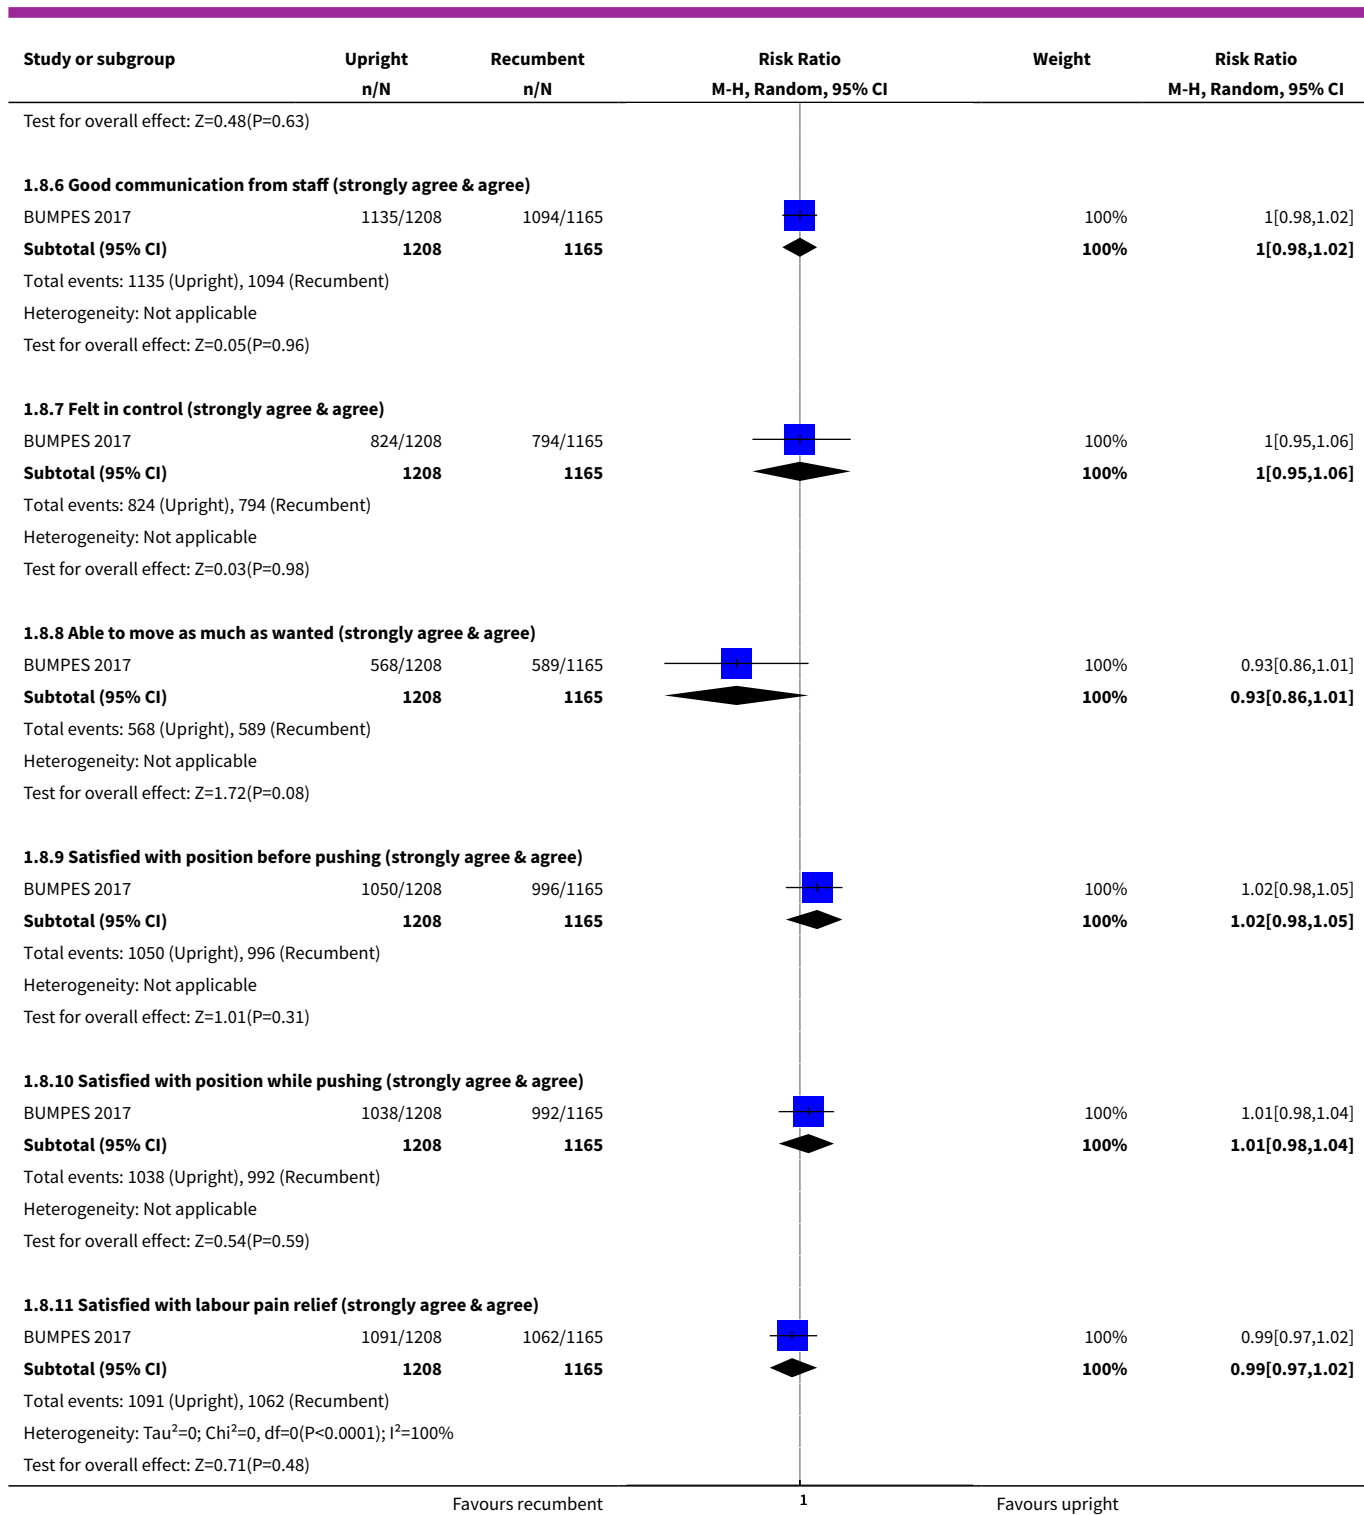 Study or subgroup Upright Recumbent Risk Ratio Weight Risk Ratio
n/N n/N M-H, Random, 95% CI M-H, Random, 95% CI
Test for overall effect: Z=0.48(P=0.63)
1.8.6 Good communication from staff (strongly agree & agree)
BUMPES 2017 1135/1208 1094/1165 100% 1[0.98,1.02]
Subtotal (95% CI) 1208 1165 100% 1[0.98,1.02]
Total events: 1135 (Upright), 1094 (Recumbent)
Heterogeneity: Not applicable
Test for overall effect: Z=0.05(P=0.96)
1.8.7 Felt in control (strongly agree & agree)
BUMPES 2017 824/1208 794/1165 100% 1[0.95,1.06]
Subtotal (95% CI) 1208 1165 100% 1[0.95,1.06]
Total events: 824 (Upright), 794 (Recumbent)
Heterogeneity: Not applicable
Test for overall effect: Z=0.03(P=0.98)
1.8.8 Able to move as much as wanted (strongly agree & agree)
BUMPES 2017 568/1208 589/1165 100% 0.93[0.86,1.01]
Subtotal (95% CI) 1208 1165 100% 0.93[0.86,1.01]
Total events: 568 (Upright), 589 (Recumbent)
Heterogeneity: Not applicable
Test for overall effect: Z=1.72(P=0.08)
1.8.9 Satisfied with position before pushing (strongly agree & agree)
BUMPES 2017 1050/1208 996/1165 100% 1.02[0.98,1.05]
Subtotal (95% CI) 1208 1165 100% 1.02[0.98,1.05]
Total events: 1050 (Upright), 996 (Recumbent)
Heterogeneity: Not applicable
Test for overall effect: Z=1.01(P=0.31)
1.8.10 Satisfied with position while pushing (strongly agree & agree)
BUMPES 2017 1038/1208 992/1165 100% 1.01[0.98,1.04]
Subtotal (95% CI) 1208 1165 100% 1.01[0.98,1.04]
Total events: 1038 (Upright), 992 (Recumbent)
Heterogeneity: Not applicable
Test for overall effect: Z=0.54(P=0.59)
1.8.11 Satisfied with labour pain relief (strongly agree & agree)
BUMPES 2017 1091/1208 1062/1165 100% 0.99[0.97,1.02]
Subtotal (95% CI) 1208 1165 100% 0.99[0.97,1.02]
Total events: 1091 (Upright), 1062 (Recumbent)
Heterogeneity: Tau²=0; Chi²=0, df=0(P<0.0001); I²=100%
Test for overall effect: Z=0.71(P=0.48)
Favours recumbent 1 Favours upright